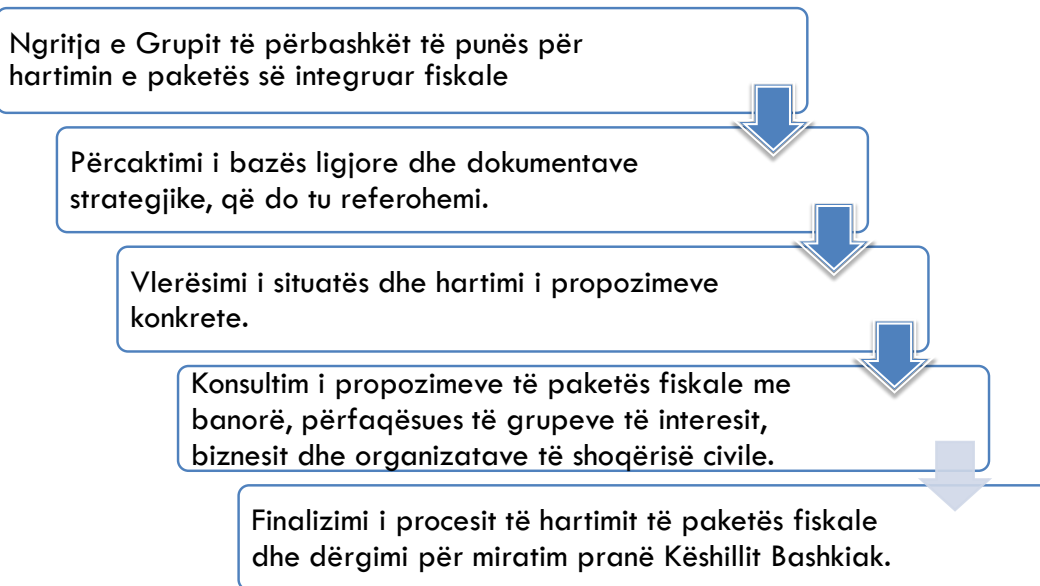 Ngritja e Grupit të përbashkët të punës për
hartimin e paketës së integruar fiskale
Përcaktimi i bazës ligjore dhe dokumentave
strategjike, që do tu referohemi.
Vlerësimi i situatës dhe hartimi i propozimeve
konkrete.
Konsultim i propozimeve të paketës fiskale me
banorë, përfaqësues të grupeve të interesit,
biznesit dhe organizatave të shoqërisë civile.
Finalizimi i procesit të hartimit të paketës fiskale
dhe dërgimi për miratim pranë Këshillit Bashkiak.